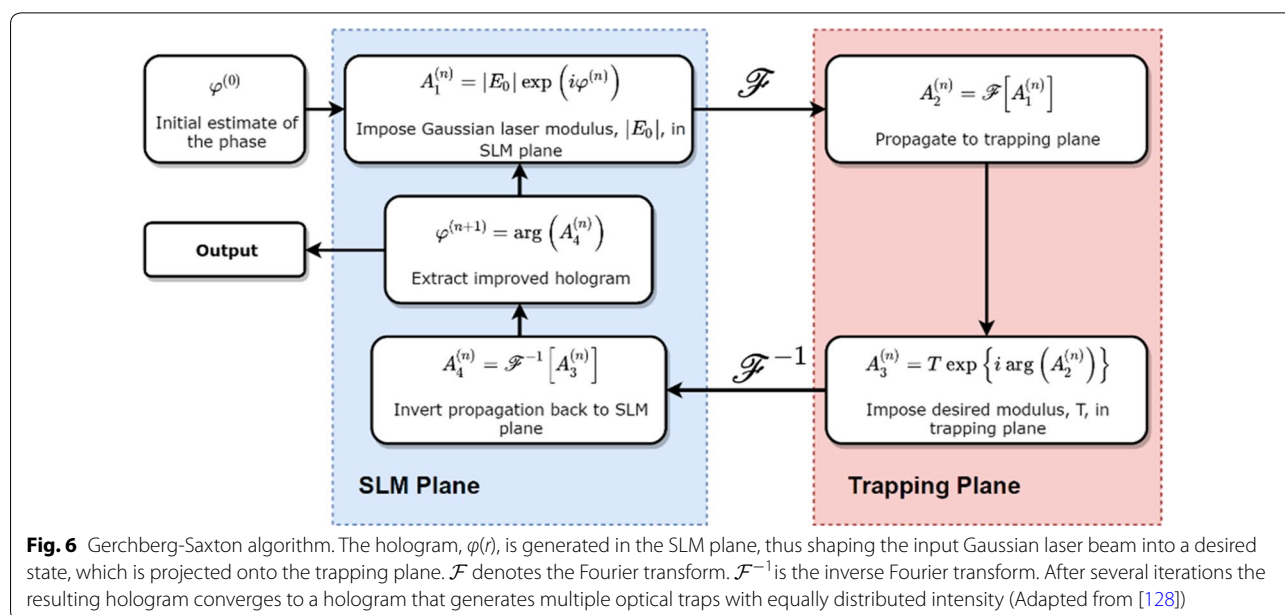 φ^(0)
Initial estimate of
the phase
A_1^(n) = |E_0| exp (iφ^(n))
Impose Gaussian laser modulus, |E_0|, in
SLM plane
ℱ
A_2^(n) = ℱ[A_1^(n)]
Propagate to trapping plane
Output
φ^(n+1) = arg (A_4^(n))
Extract improved hologram
A_4^(n) = ℱ^−1 [A_3^(n)]
Invert propagation back to SLM
plane
ℱ^−1
A_3^(n) = T exp {i arg (A_2^(n))}
Impose desired modulus, T, in
trapping plane
SLM Plane
Trapping Plane
Fig. 6 Gerchberg-Saxton algorithm. The hologram, φ(r), is generated in the SLM plane, thus shaping the input Gaussian laser beam into a desired
state, which is projected onto the trapping plane. ℱ denotes the Fourier transform. ℱ^−1 is the inverse Fourier transform. After several iterations the
resulting hologram converges to a hologram that generates multiple optical traps with equally distributed intensity (Adapted from [128])